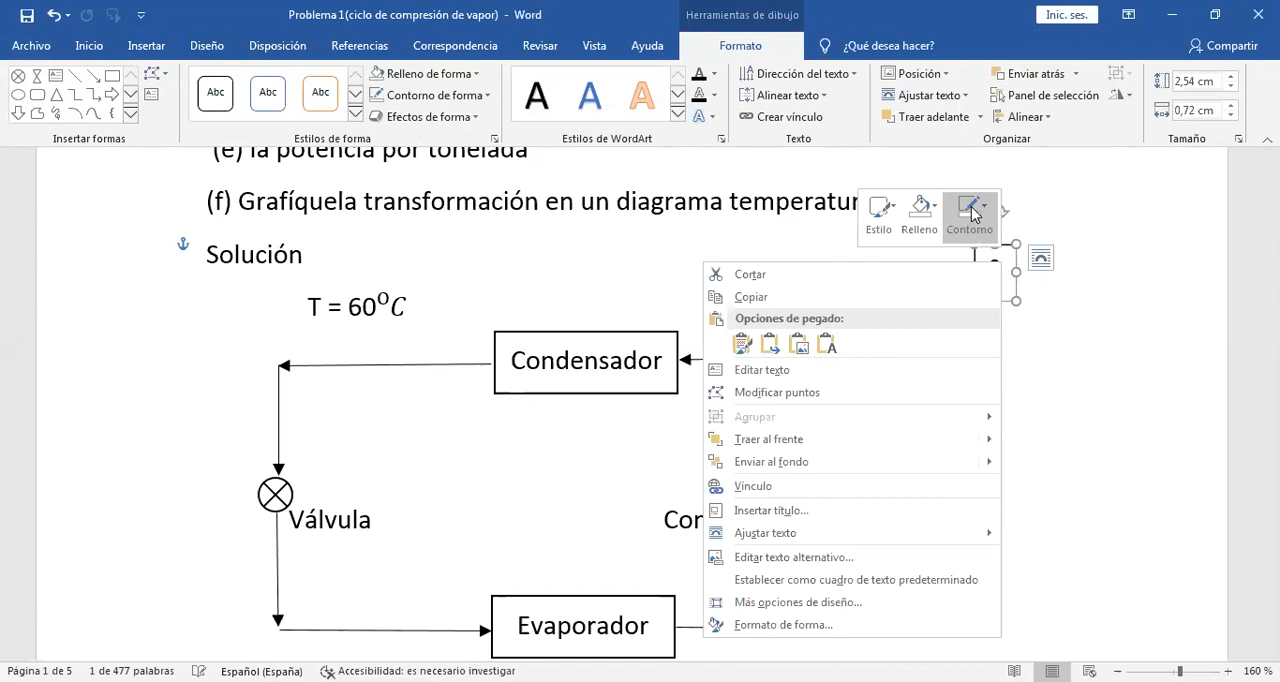 Problema 1(ciclo de compresión de vapor) - Word
Herramientas de dibujo
Inic. ses.
Archivo Inicio Insertar Diseño Disposición Referencias Correspondencia Revisar Vista Ayuda Formato ¿Qué desea hacer? Compartir
Abc Abc Abc
Relleno de forma
Contorno de forma
Efectos de forma
A A A
Dirección del texto
Alinear texto
Crear vínculo
Posición
Ajustar texto
Traer adelante
Enviar atrás
Panel de selección
Alinear
2,54 cm
0,72 cm
Insertar formas Estilos de forma Estilos de WordArt Texto Organizar Tamaño
(e) la potencia por tonelada
(f) Grafíquela transformación en un diagrama temperatur
Estilo Relleno Contorno
Solución
T = 60⁰C
Condensador
Válvula
Con
Evaporador
Cortar
Copiar
Opciones de pegado:
Editar texto
Modificar puntos
Agrupar
Traer al frente
Enviar al fondo
Vínculo
Insertar título...
Ajustar texto
Editar texto alternativo...
Establecer como cuadro de texto predeterminado
Más opciones de diseño...
Formato de forma...
Página 1 de 5 1 de 477 palabras Español (España) Accesibilidad: es necesario investigar 160 %